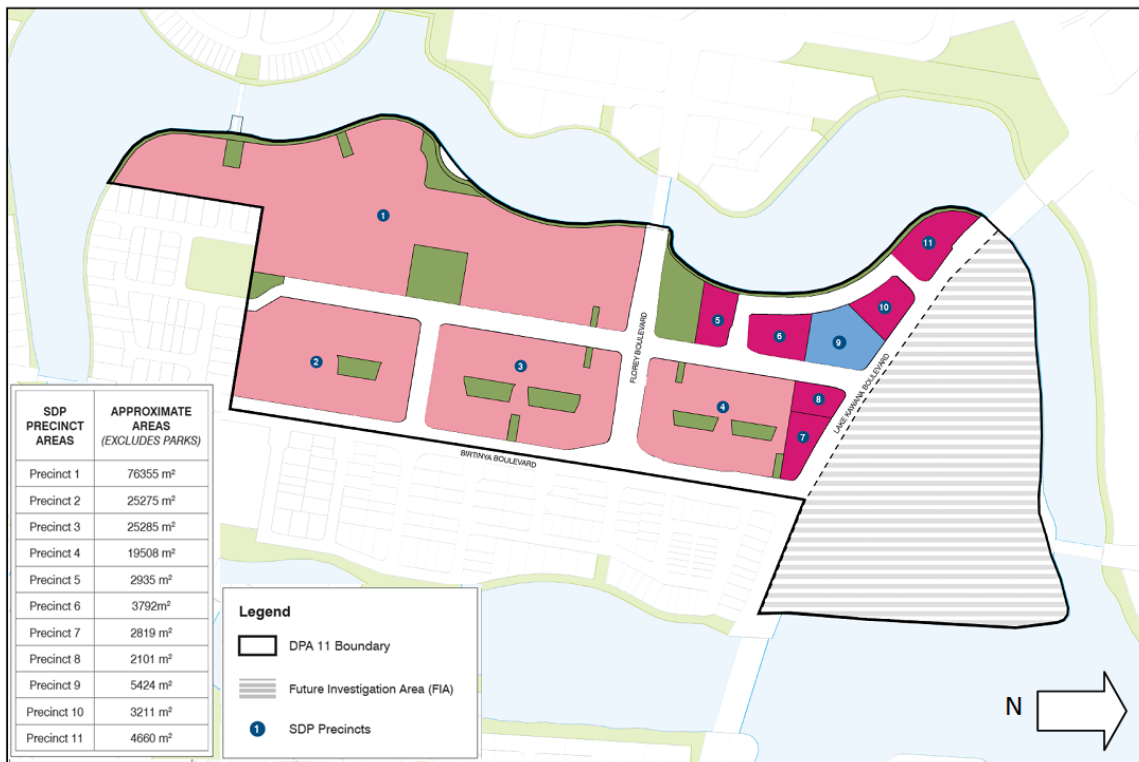 1
11
10
5
6
9
2
3
4
8
7
FLOREY BOULEVARD
LAKE KAWANA BOULEVARD
BIRTINYA BOULEVARD
SDP PRECINCT AREAS APPROXIMATE AREAS (EXCLUDES PARKS)
Precinct 1 76355 m²
Precinct 2 25275 m²
Precinct 3 25285 m²
Precinct 4 19508 m²
Precinct 5 2935 m²
Precinct 6 3792m²
Precinct 7 2819 m²
Precinct 8 2101 m²
Precinct 9 5424 m²
Precinct 10 3211 m²
Precinct 11 4660 m²
Legend
DPA 11 Boundary
Future Investigation Area (FIA)
1 SDP Precincts
N